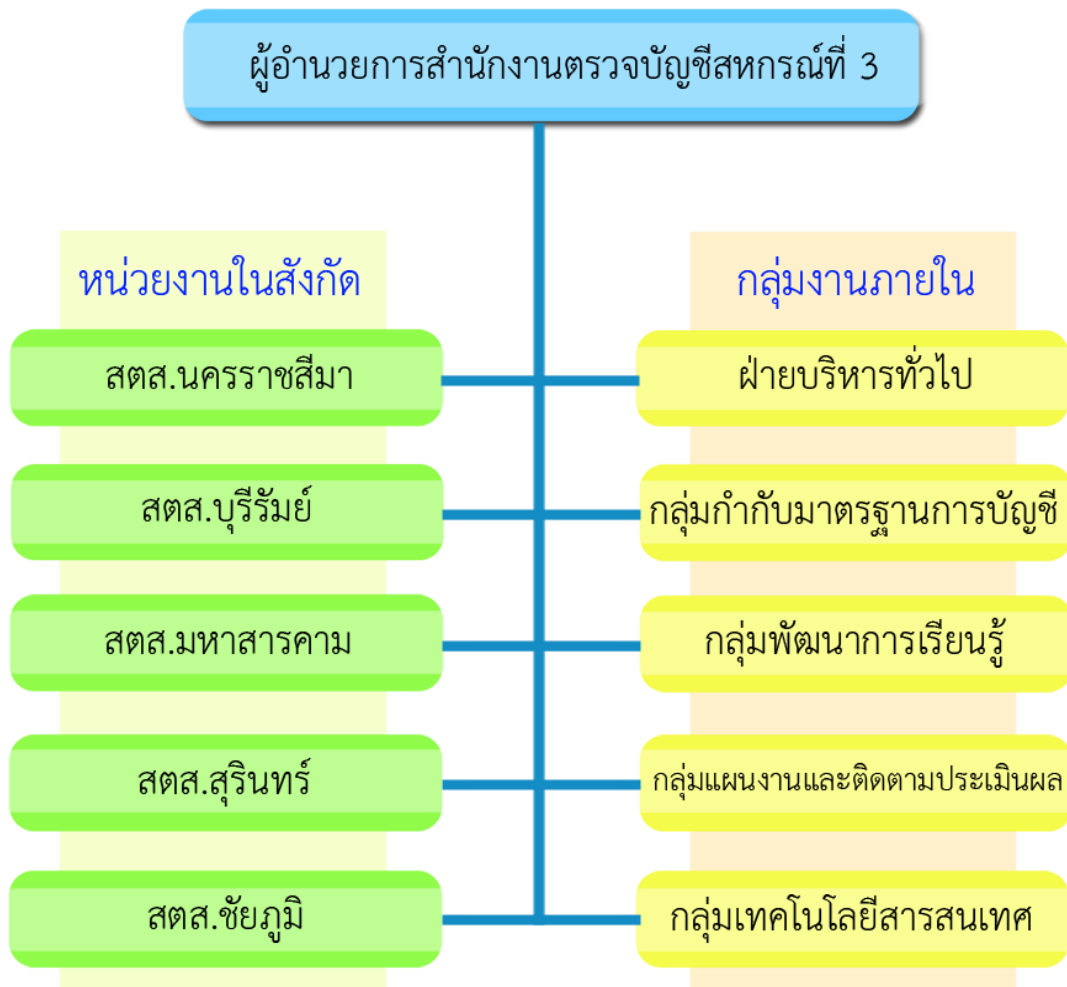 ผู้อำนวยการสำนักงานตรวจบัญชีสหกรณ์ที่ 3
หน่วยงานในสังกัด
สตส.นครราชสีมา
สตส.บุรีรัมย์
สตส.มหาสารคาม
สตส.สุรินทร์
สตส.ชัยภูมิ
กลุ่มงานภายใน
ฝ่ายบริหารทั่วไป
กลุ่มกำกับมาตรฐานการบัญชี
กลุ่มพัฒนาการเรียนรู้
กลุ่มแผนงานและติดตามประเมินผล
กลุ่มเทคโนโลยีสารสนเทศ